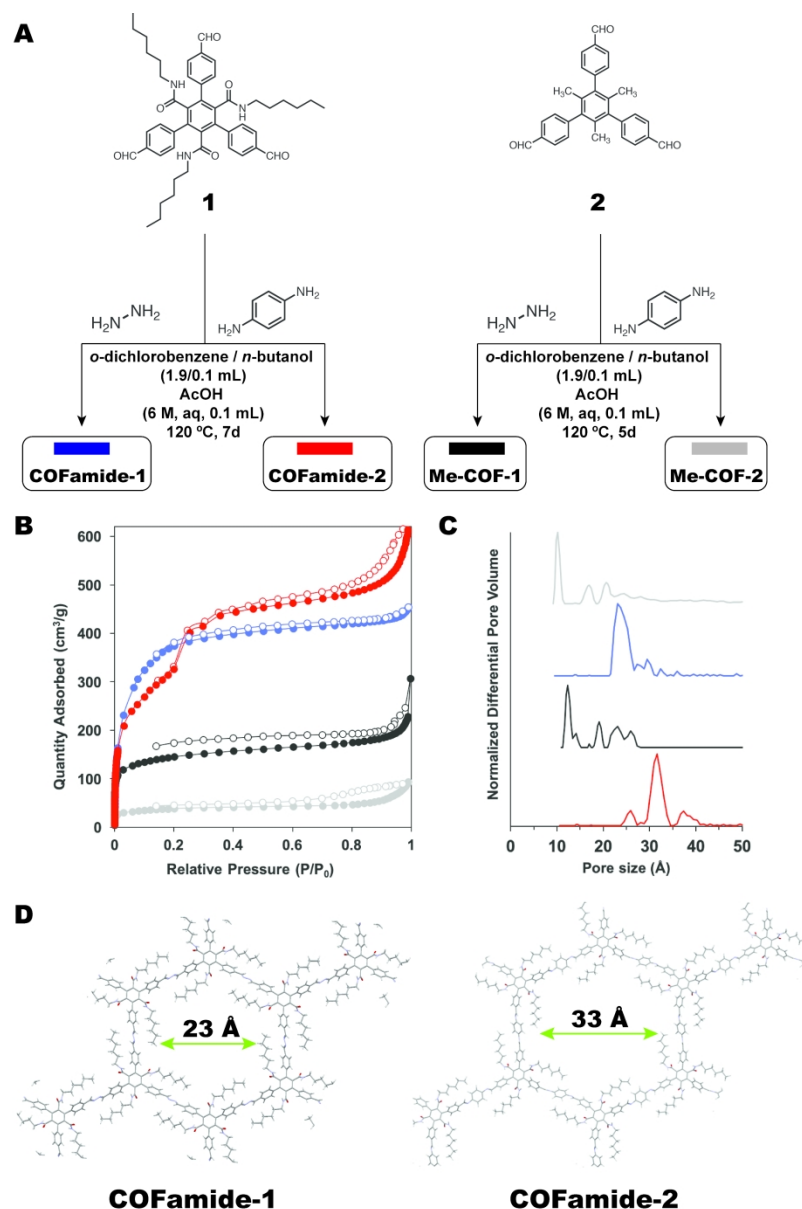 A
CHO
NH
O
O
N
H
OHC
NH
O
CHO
1
CHO
H₃C
CH₃
OHC
CH₃
CHO
2
H₂N
NH₂
NH₂
H₂N
o-dichlorobenzene / n-butanol
(1.9/0.1 mL)
AcOH
(6 M, aq, 0.1 mL)
120 ºC, 7d
COFamide-1
COFamide-2
H₂N
NH₂
NH₂
H₂N
o-dichlorobenzene / n-butanol
(1.9/0.1 mL)
AcOH
(6 M, aq, 0.1 mL)
120 ºC, 5d
Me-COF-1
Me-COF-2
B
Quantity Adsorbed (cm³/g)
600
500
400
300
200
100
0
0
0.2
0.4
0.6
0.8
1
Relative Pressure (P/P₀)
C
Normalized Differential Pore Volume
0
10
20
30
40
50
Pore size (Å)
D
23 Å
33 Å
COFamide-1
COFamide-2